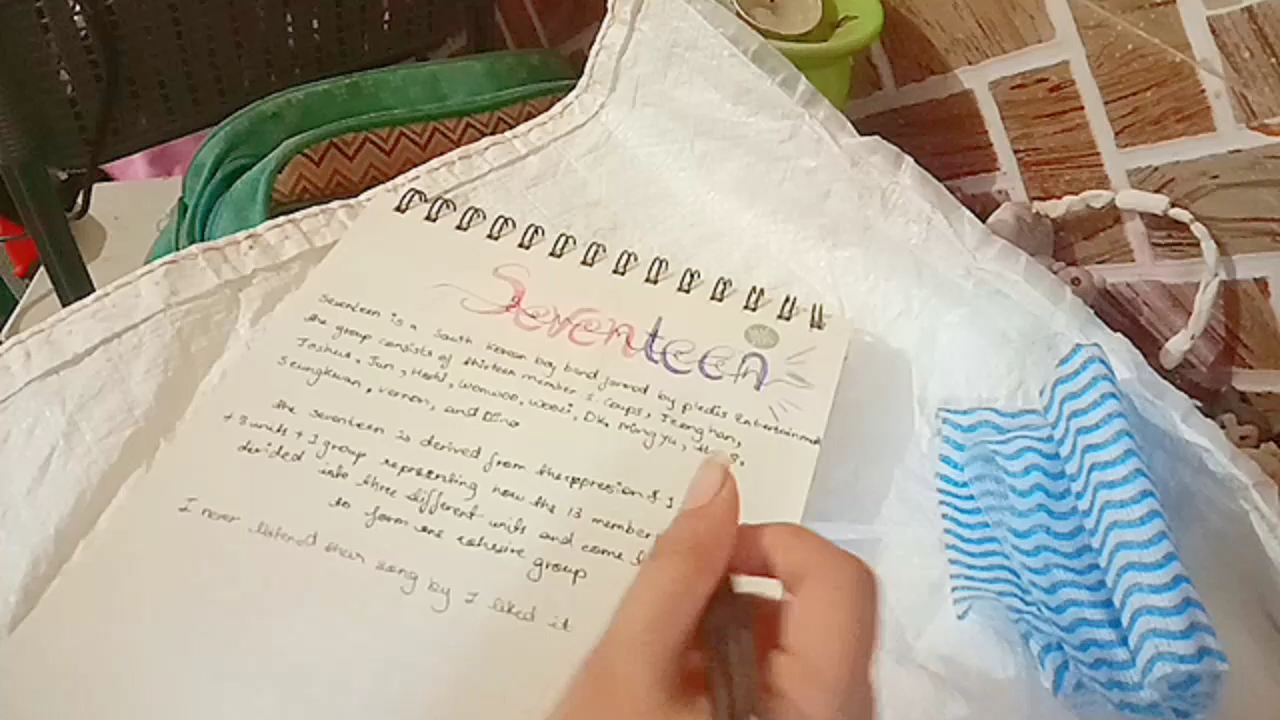 Seventeen
Seventeen is a South Korean boy band formed by pledis Entertainment
the group consists of thirteen member S Coups, Jeonghan,
Joshua, Jun, Hoshi, Wonwoo, Woozi, DK, Mingyu, 8,
Seungkwan, Vernon, and Dino
the seventeen is derived from the 13
+ 3 units + 1 group representing how the 13 member
divided into three different units and come
to form one cohesive group
I never listened their song by I liked it